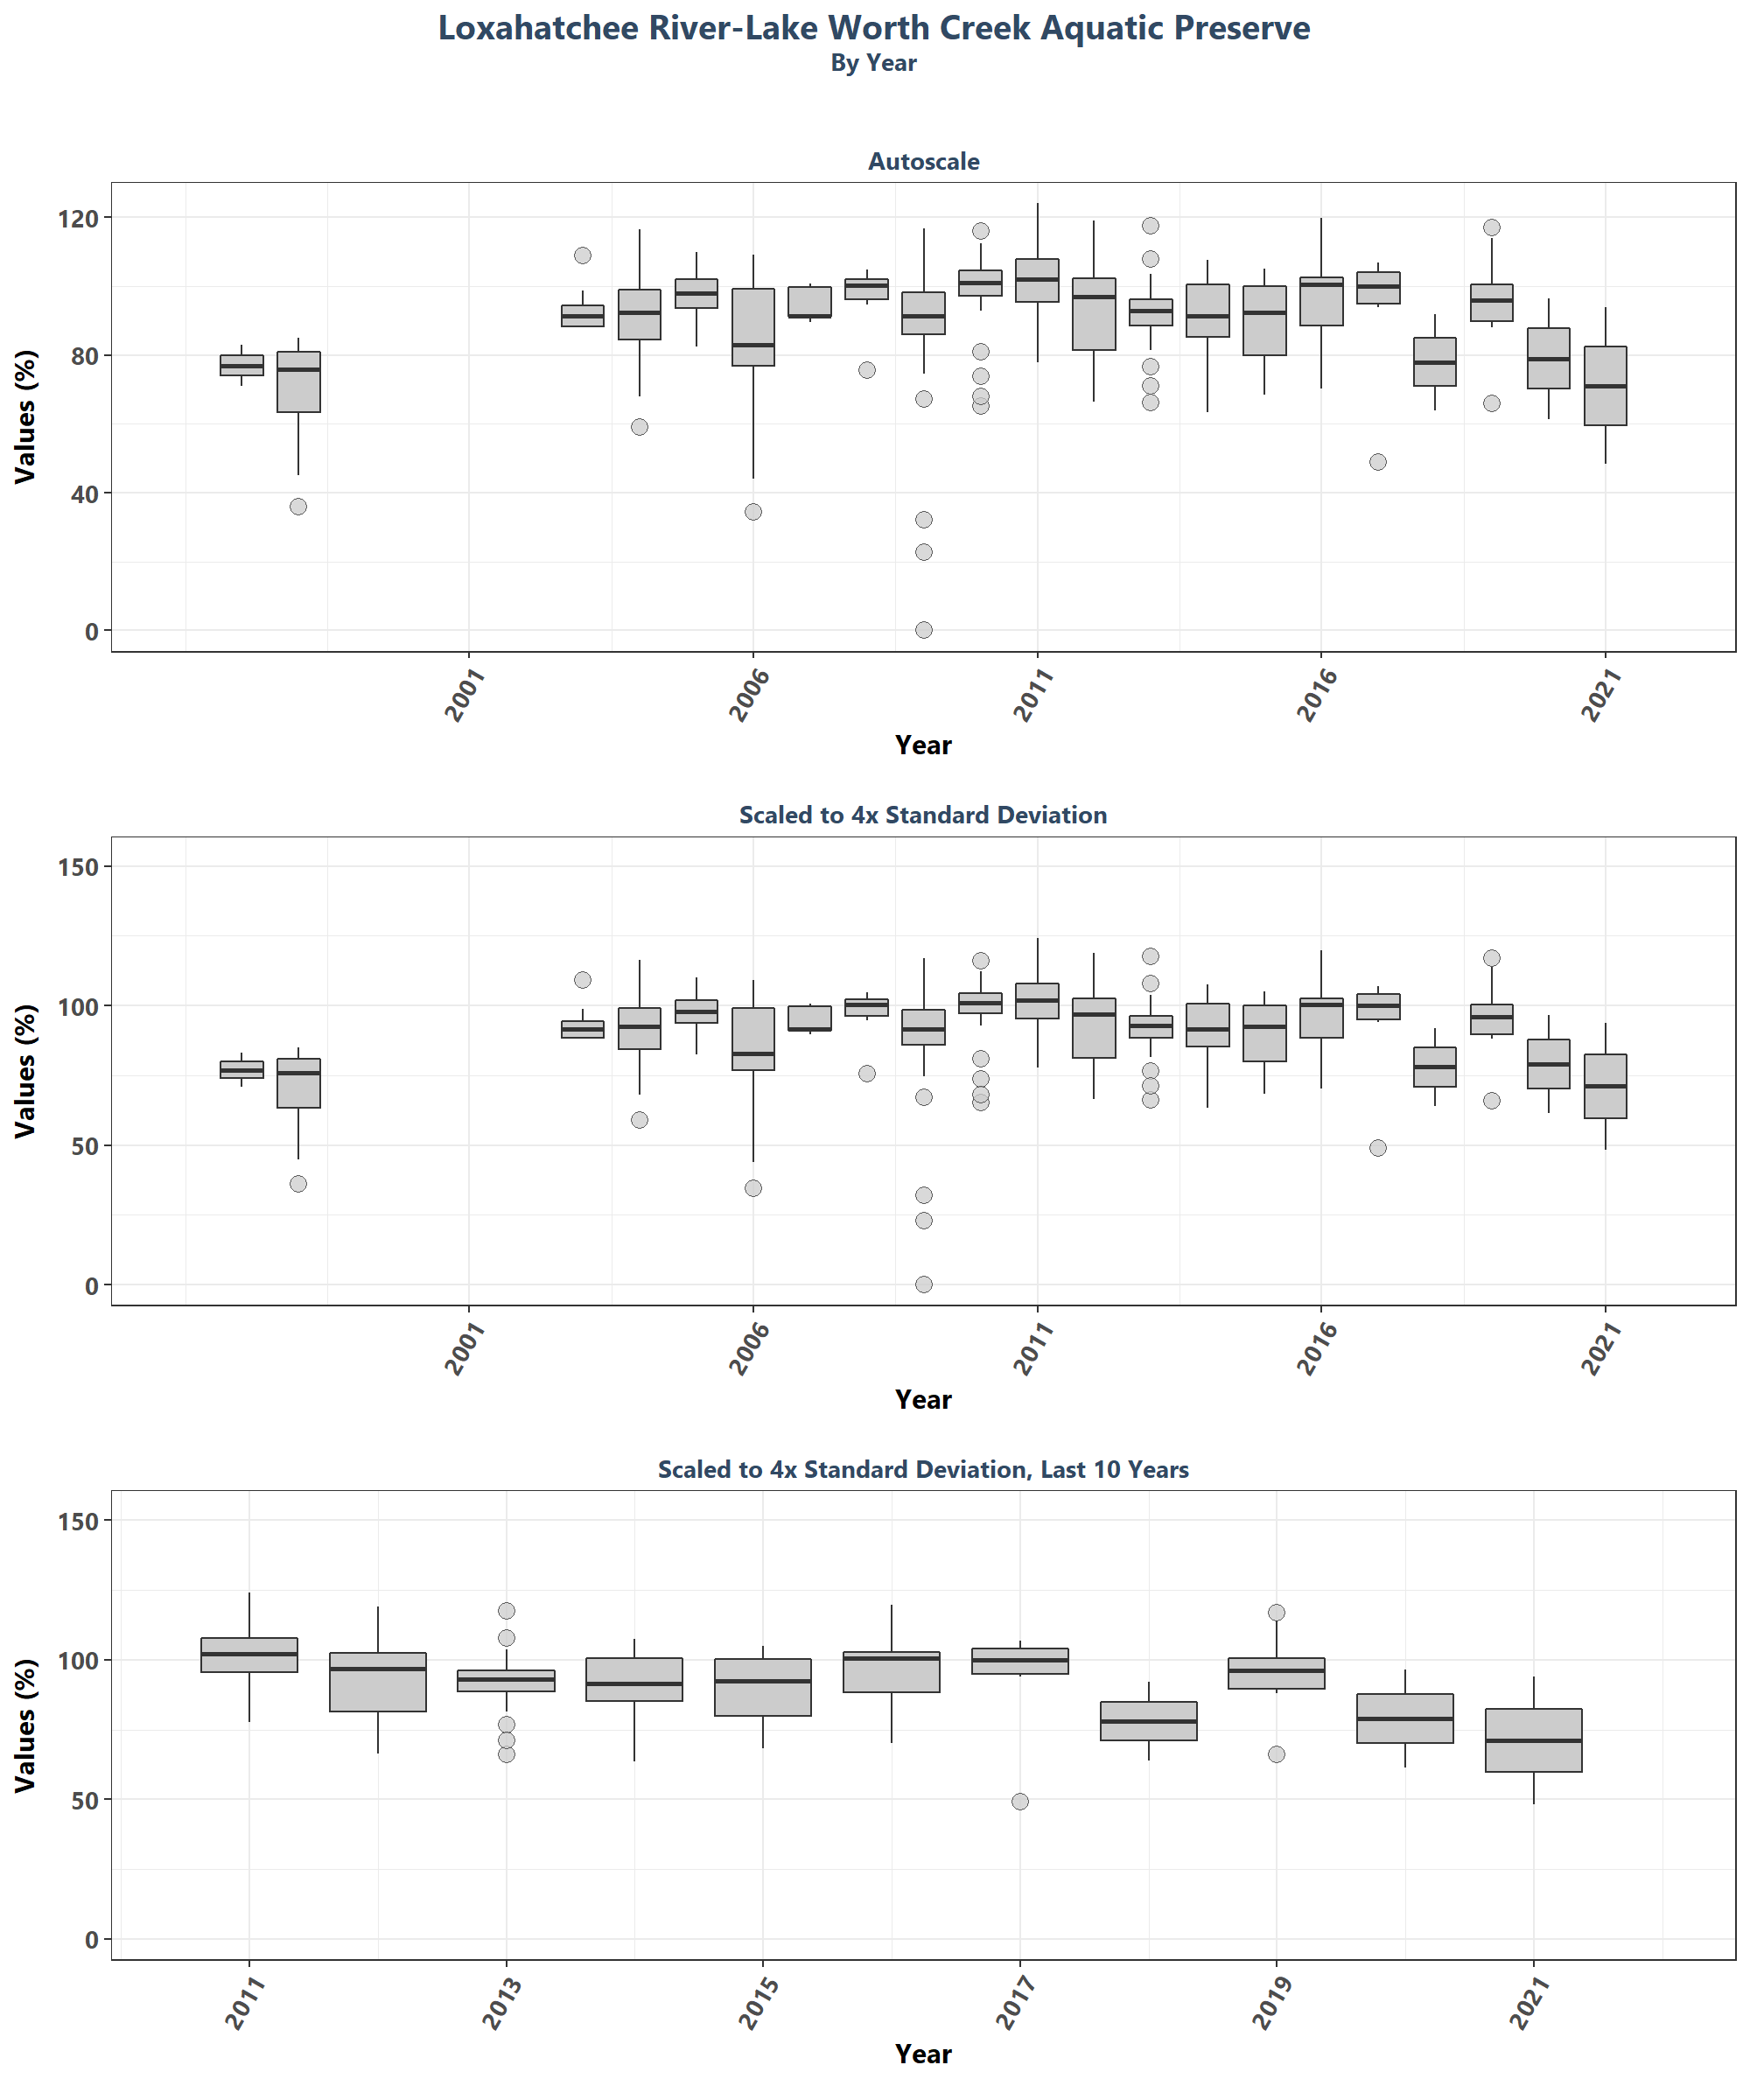 Loxahatchee River-Lake Worth Creek Aquatic Preserve
By Year
Autoscale
Values (%)
120
80
40
0
2001
2006
2011
2016
2021
Year
Scaled to 4x Standard Deviation
Values (%)
150
100
50
0
2001
2006
2011
2016
2021
Year
Scaled to 4x Standard Deviation, Last 10 Years
Values (%)
150
100
50
0
2011
2013
2015
2017
2019
2021
Year